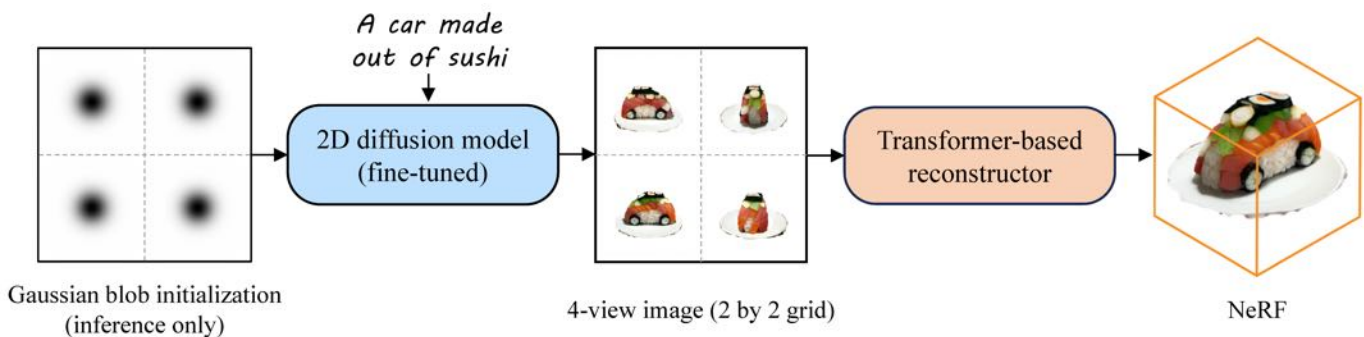 A car made
out of sushi
2D diffusion model
(fine-tuned)
Transformer-based
reconstructor
Gaussian blob initialization
(inference only)
4-view image (2 by 2 grid)
NeRF